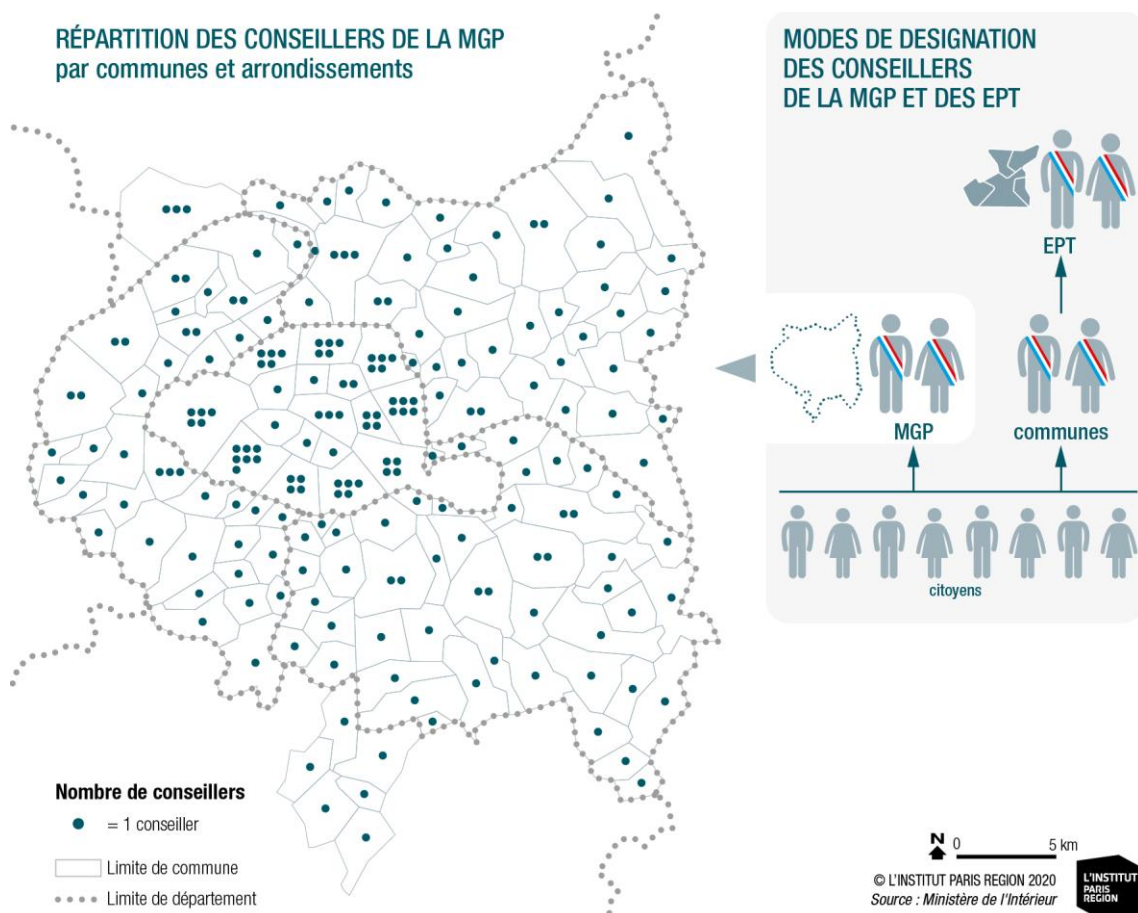 RÉPARTITION DES CONSEILLERS DE LA MGP
par communes et arrondissements
MODES DE DESIGNATION
DES CONSEILLERS
DE LA MGP ET DES EPT
EPT
MGP
communes
citoyens
Nombre de conseillers
= 1 conseiller
Limite de commune
Limite de département
N 0 5 km
© L'INSTITUT PARIS REGION 2020
Source : Ministère de l'Intérieur
L'INSTITUT
PARIS
REGION